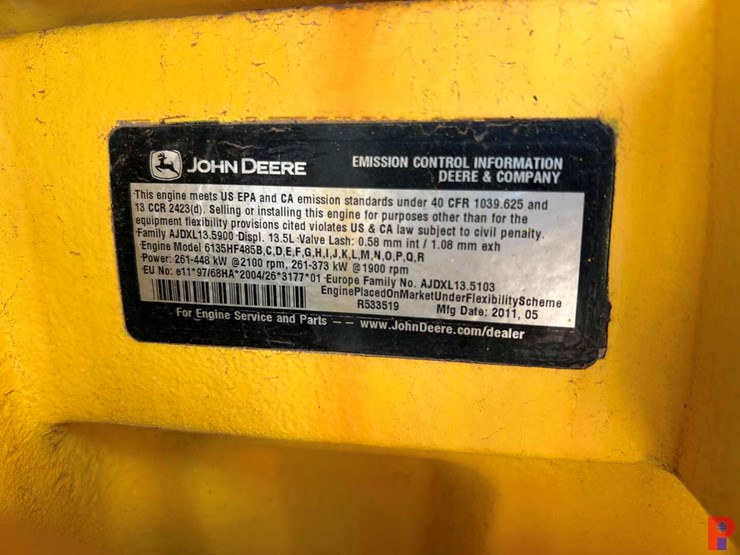 JOHN DEERE
EMISSION CONTROL INFORMATION
DEERE & COMPANY
This engine meets US EPA and CA emission standards under 40 CFR 1039.625 and
13 CCR 2423(d). Selling or installing this engine for purposes other than for the
equipment flexibility provisions cited violates US & CA law subject to civil penalty.
Family AJDXL13.5900 Displ. 13.5L Valve Lash: 0.58 mm int / 1.08 mm exh
Engine Model 6135HF485B,C,D,E,F,G,H,I,J,K,L,M,N,O,P,Q,R
Power: 261-448 kW @2100 rpm, 261-373 kW @1900 rpm
EU No: e11*97/68HA*2004/26*3177*01 Europe Family No. AJDXL13.5103
EnginePlacedOnMarketUnderFlexibilityScheme
R533519 Mfg Date: 2011, 05
For Engine Service and Parts — — www.JohnDeere.com/dealer